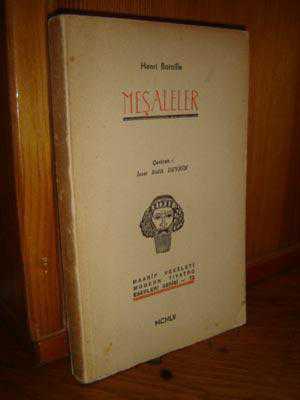 Henri Bataille
MEŞALELER
Çeviren :
MAARİF VEKÂLETİ
MODERN TİYATRO
ESERLERİ SERİSİ
MCMLV